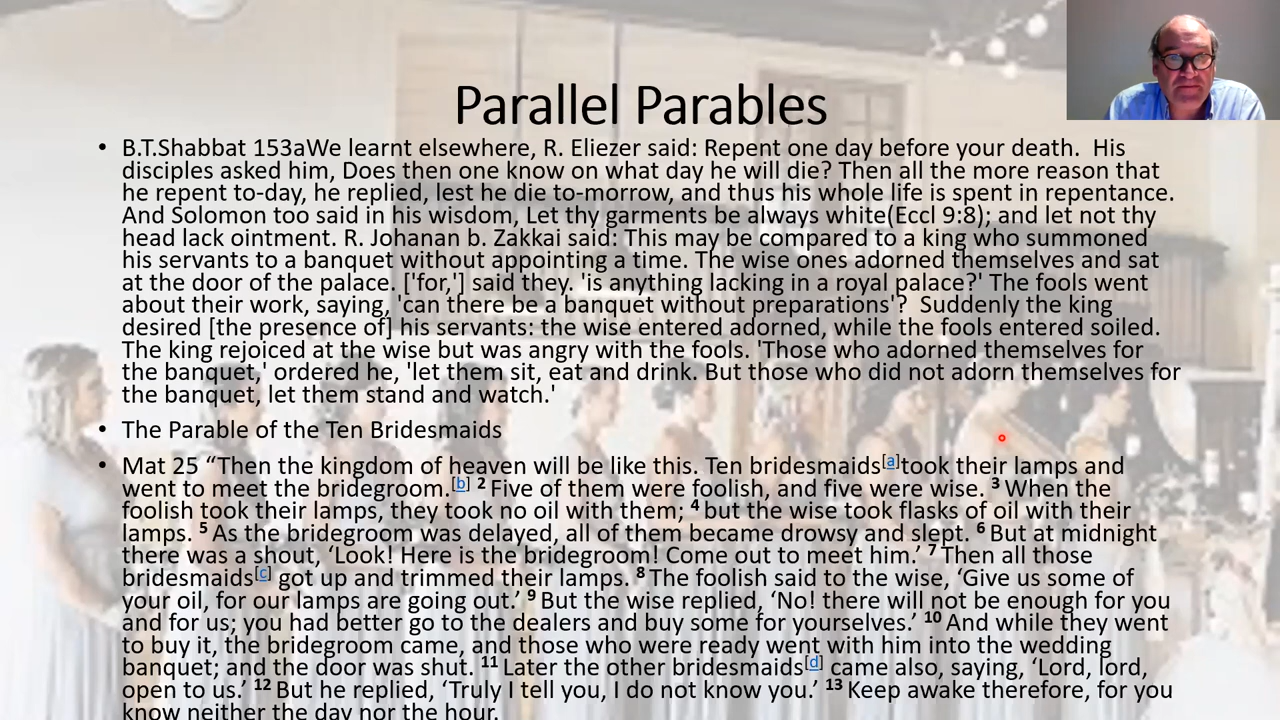 Parallel Parables
• B.T.Shabbat 153aWe learnt elsewhere, R. Eliezer said: Repent one day before your death.  His
disciples asked him, Does then one know on what day he will die? Then all the more reason that
he repent to-day, he replied, lest he die to-morrow, and thus his whole life is spent in repentance.
And Solomon too said in his wisdom, Let thy garments be always white(Eccl 9:8); and let not thy
head lack ointment. R. Johanan b. Zakkai said: This may be compared to a king who summoned
his servants to a banquet without appointing a time. The wise ones adorned themselves and sat
at the door of the palace. ['for,'] said they. 'is anything lacking in a royal palace?' The fools went
about their work, saying, 'can there be a banquet without preparations'?  Suddenly the king
desired [the presence of] his servants: the wise entered adorned, while the fools entered soiled.
The king rejoiced at the wise but was angry with the fools. 'Those who adorned themselves for
the banquet,' ordered he, 'let them sit, eat and drink. But those who did not adorn themselves for
the banquet, let them stand and watch.'
• The Parable of the Ten Bridesmaids
• Mat 25 “Then the kingdom of heaven will be like this. Ten bridesmaids[a]took their lamps and
went to meet the bridegroom.[b] 2 Five of them were foolish, and five were wise. 3 When the
foolish took their lamps, they took no oil with them; 4 but the wise took flasks of oil with their
lamps. 5 As the bridegroom was delayed, all of them became drowsy and slept. 6 But at midnight
there was a shout, ‘Look! Here is the bridegroom! Come out to meet him.’ 7 Then all those
bridesmaids[c] got up and trimmed their lamps. 8 The foolish said to the wise, ‘Give us some of
your oil, for our lamps are going out.’ 9 But the wise replied, ‘No! there will not be enough for you
and for us; you had better go to the dealers and buy some for yourselves.’ 10 And while they went
to buy it, the bridegroom came, and those who were ready went with him into the wedding
banquet; and the door was shut. 11 Later the other bridesmaids[d] came also, saying, ‘Lord, lord,
open to us.’ 12 But he replied, ‘Truly I tell you, I do not know you.’ 13 Keep awake therefore, for you
know neither the day nor the hour.